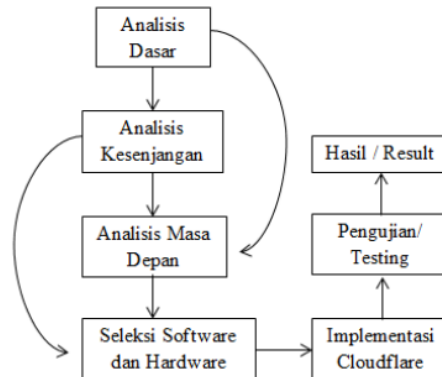 Analisis
Dasar
Analisis
Kesenjangan
Analisis Masa
Depan
Seleksi Software
dan Hardware
Implementasi
Cloudflare
Pengujian/
Testing
Hasil / Result